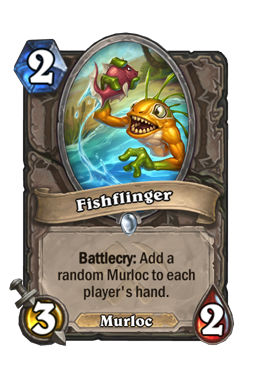 2
Fishflinger
Battlecry: Add a
random Murloc to each
player's hand.
3
Murloc
2